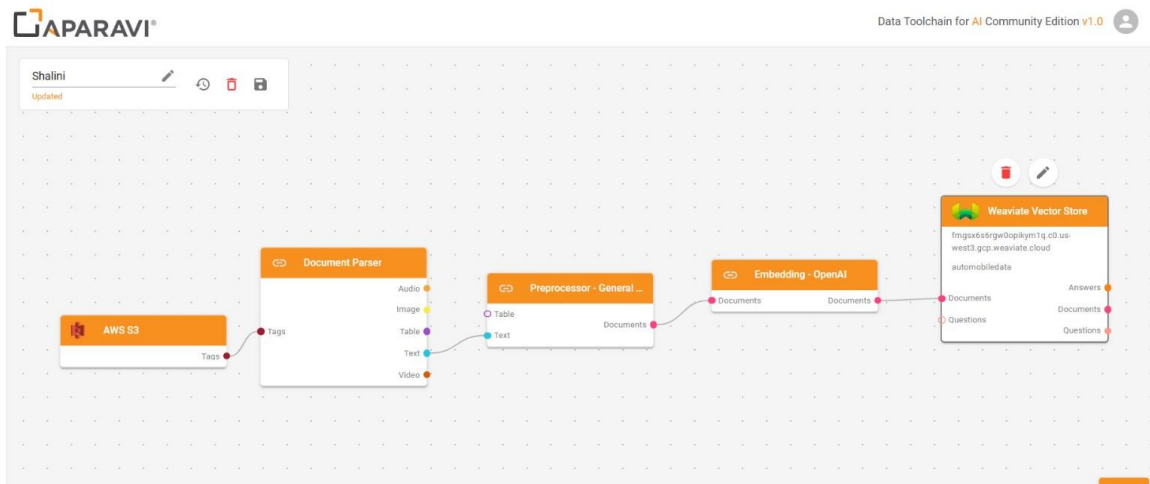 APARAVI
Data Toolchain for AI Community Edition v1.0
Shalini
Updated
AWS S3
Tags
Document Parser
Audio
Image
Tags
Table
Text
Video
Preprocessor - General ...
Table
Documents
Text
Embedding - OpenAI
Documents
Documents
Weaviate Vector Store
fmgsx6s6rgw0opikym1q.c0.us-
west3.gcp.weaviate.cloud
automobiledata
Answers
Documents
Documents
Questions
Questions